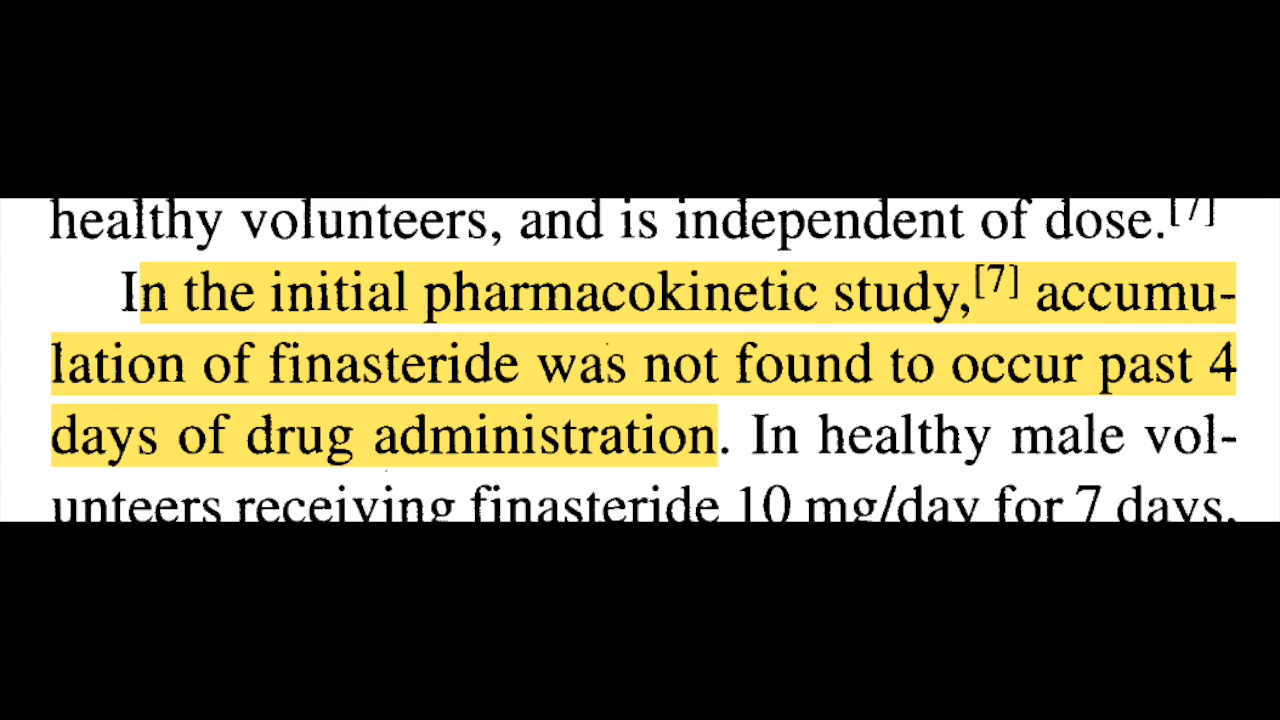 healthy volunteers, and is independent of dose.[7]
In the initial pharmacokinetic study,[7] accumu-
lation of finasteride was not found to occur past 4
days of drug administration. In healthy male vol-
unteers receiving finasteride 10 mg/day for 7 days,